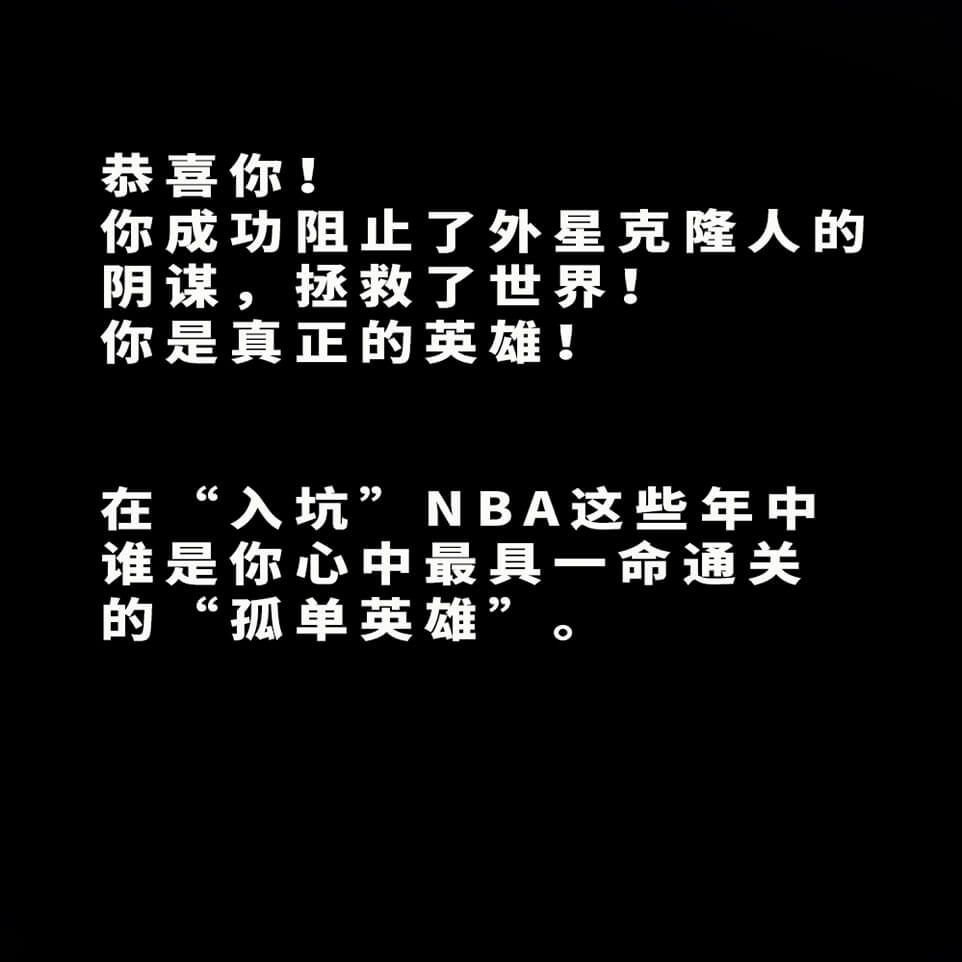 恭喜你！
你成功阻止了外星克隆人的
阴谋，拯救了世界！
你是真正的英雄！
在“入坑”NBA这些年中
谁是你心中最具一命通关
的“孤单英雄”。